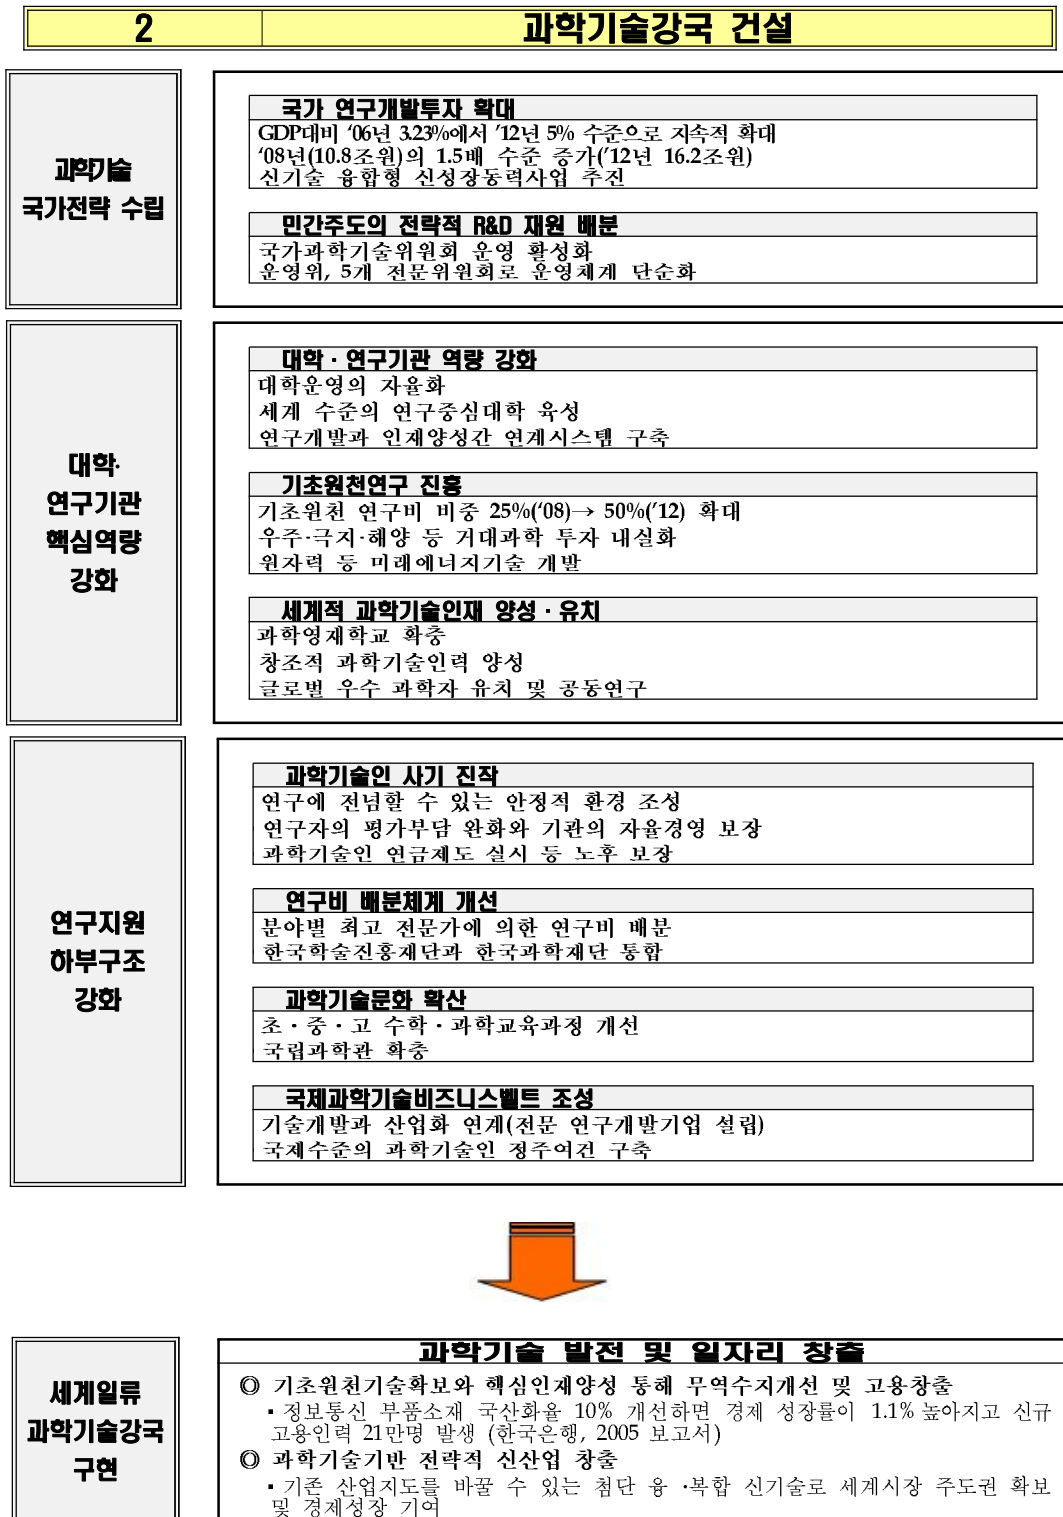 2 과학기술강국 건설
과학기술
국가전략 수립
국가 연구개발투자 확대
GDP대비 ‘06년 3.23%에서 ’12년 5% 수준으로 지속적 확대
‘08년(10.8조원)의 1.5배 수준 증가(’12년 16.2조원)
신기술 융합형 신성장동력사업 추진
민간주도의 전략적 R&D 재원 배분
국가과학기술위원회 운영 활성화
운영위, 5개 전문위원회로 운영체계 단순화
대학·
연구기관
핵심역량
강화
대학·연구기관 역량 강화
대학운영의 자율화
세계 수준의 연구중심대학 육성
연구개발과 인재양성간 연계시스템 구축
기초원천연구 진흥
기초원천 연구비 비중 25%(‘08)→ 50%(’12) 확대
우주·극지·해양 등 거대과학 투자 내실화
원자력 등 미래에너지기술 개발
세계적 과학기술인재 양성·유치
과학영재학교 확충
창조적 과학기술인력 양성
글로벌 우수 과학자 유치 및 공동연구
연구지원
하부구조
강화
과학기술인 사기 진작
연구에 전념할 수 있는 안정적 환경 조성
연구자의 평가부담 완화와 기관의 자율경영 보장
과학기술인 연금제도 실시 등 노후 보장
연구비 배분체계 개선
분야별 최고 전문가에 의한 연구비 배분
한국학술진흥재단과 한국과학재단 통합
과학기술문화 확산
초·중·고 수학·과학교육과정 개선
국립과학관 확충
국제과학기술비즈니스벨트 조성
기술개발과 산업화 연계(전문 연구개발기업 설립)
국제수준의 과학기술인 정주여건 구축
세계일류
과학기술강국
구현
과학기술 발전 및 일자리 창출
◎ 기초원천기술확보와 핵심인재양성 통해 무역수지개선 및 고용창출
▪정보통신 부품소재 국산화율 10% 개선하면 경제 성장률이 1.1% 높아지고 신규
고용인력 21만명 발생 (한국은행, 2005 보고서)
◎ 과학기술기반 전략적 신산업 창출
▪기존 산업지도를 바꿀 수 있는 첨단 융 ·복합 신기술로 세계시장 주도권 확보
및 경제성장 기여